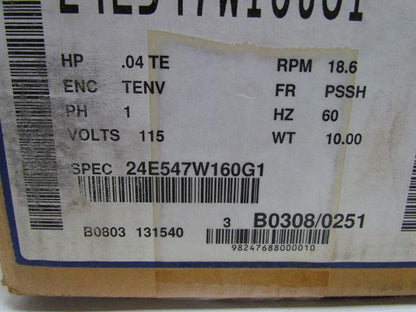 24E547W160G1
HP .04 TE RPM 18.6
ENC TENV FR PSSH
PH 1 HZ 60
VOLTS 115 WT 10.00
SPEC 24E547W160G1
3 B0308/0251
B0803 131540
98247688000010